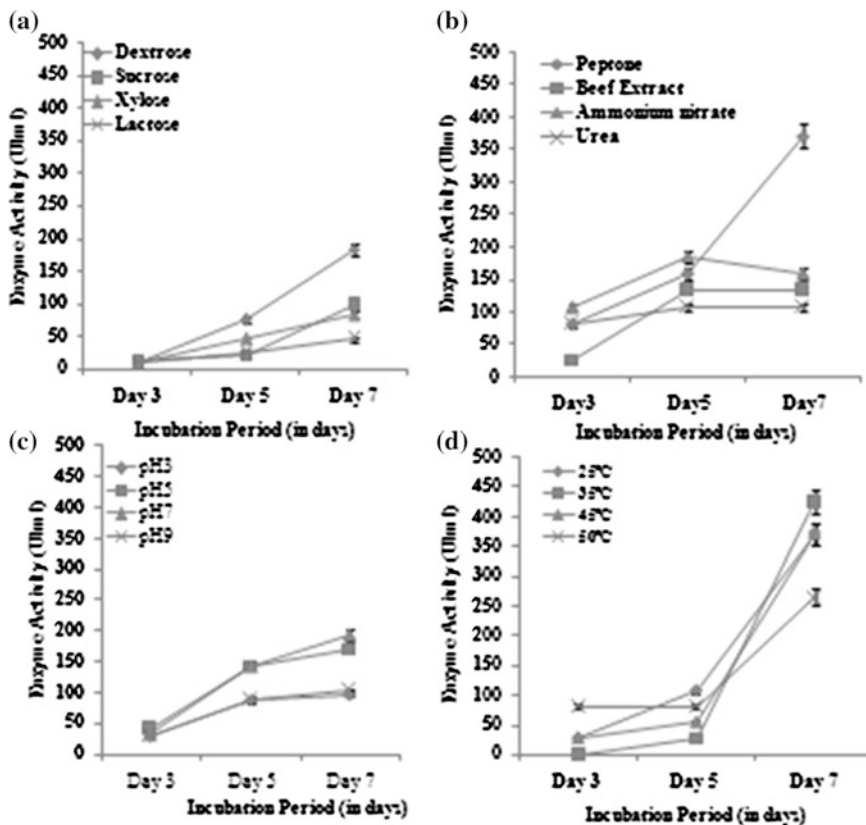 (a)
500
450
400
350
300
250
200
150
100
50
0
Enzyme Activity (U/ml)
Dextrose
Sucrose
Xylose
Lactose
Day 3 Day 5 Day 7
Incubation Period (in days)
(b)
500
450
400
350
300
250
200
150
100
50
0
Enzyme Activity (U/ml)
Peptone
Beef Extract
Ammonium nitrate
Urea
Day3 Day5 Day7
Incubation Period (in days)
(c)
500
450
400
350
300
250
200
150
100
50
0
Enzyme Activity (U/ml)
pH3
pH5
pH7
pH9
Day 3 Day 5 Day 7
Incubation Period (in days)
(d)
500
450
400
350
300
250
200
150
100
50
0
Enzyme Activity (U/ml)
25°C
35°C
45°C
Day 3 Day 5 Day 7
Incubation Period (in days)